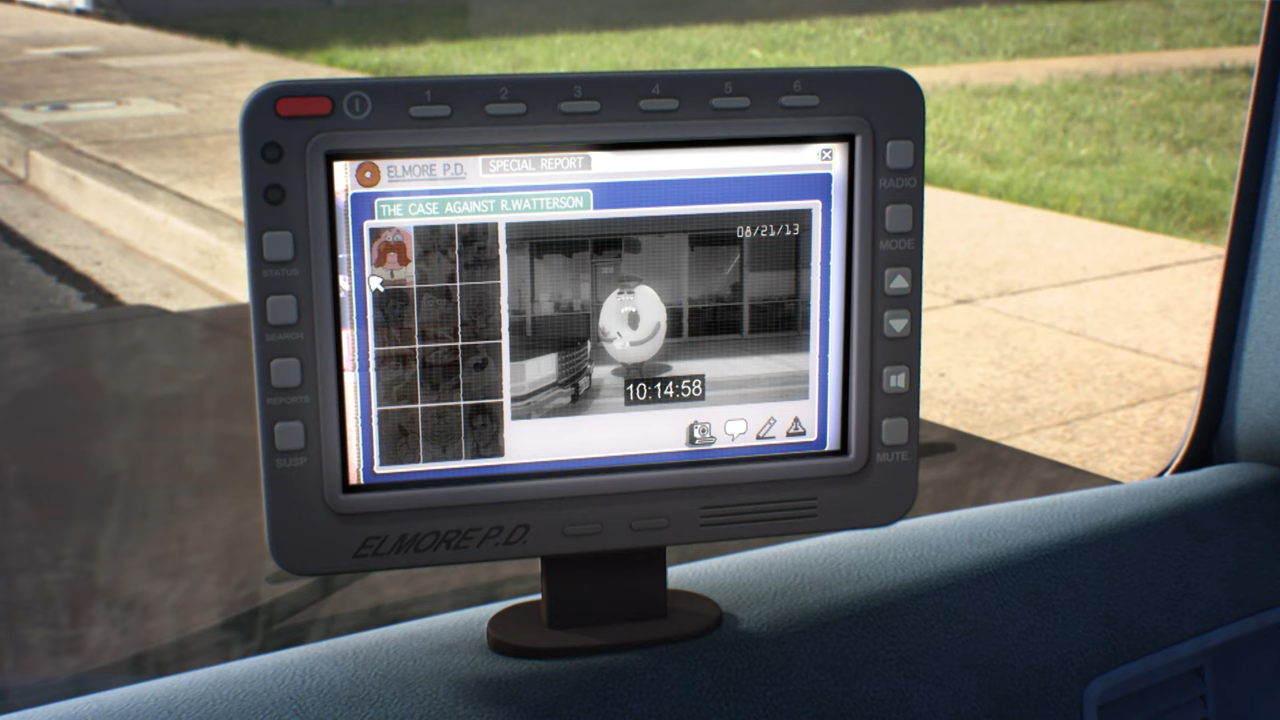 1 2 3 4 5 6
ELMORE P.D. SPECIAL REPORT
THE CASE AGAINST R.WATTERSON
08/21/13
10:14:58
STATUS
SEARCH
REPORTS
SUSP
RADIO
MODE
MUTE
ELMORE P.D.